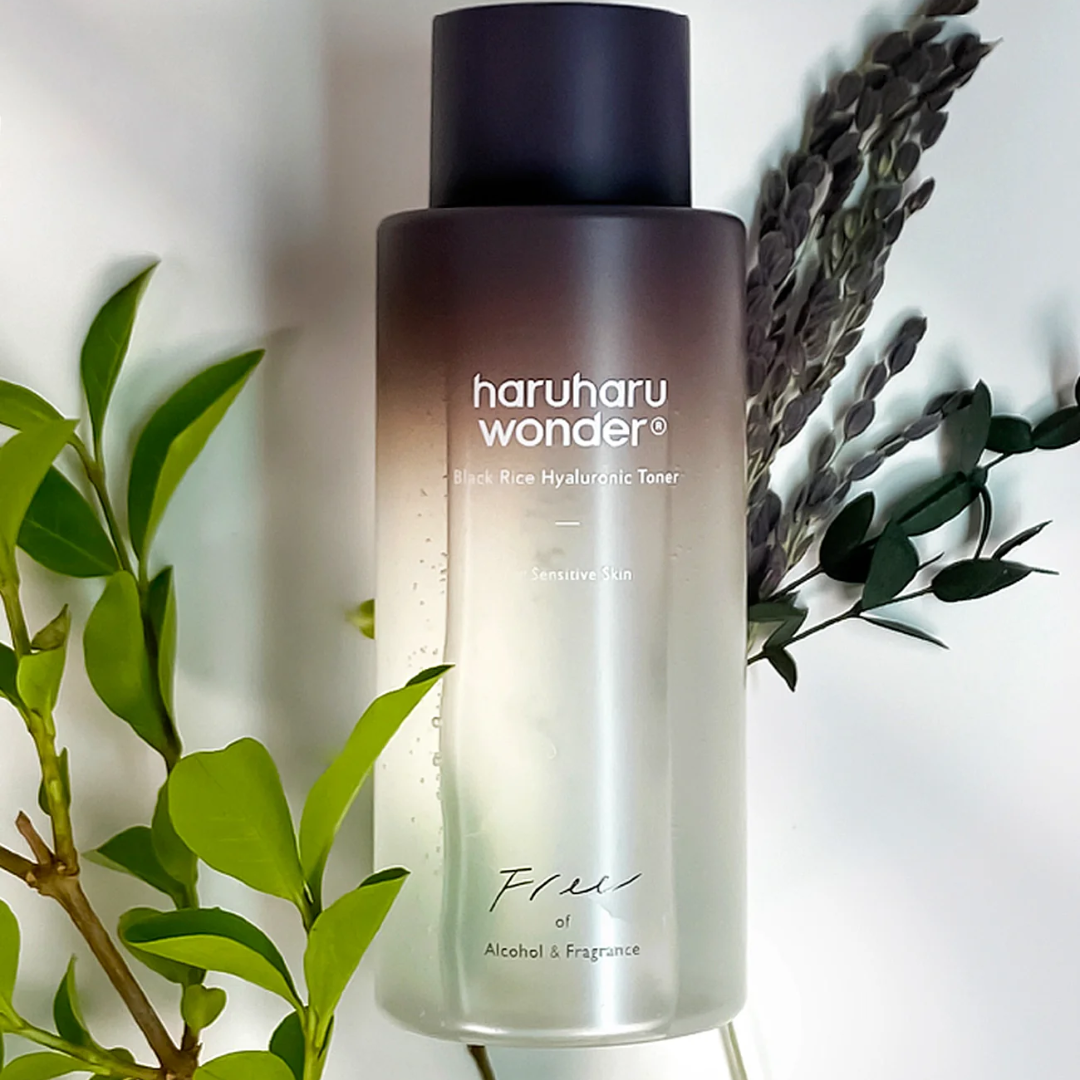 haruharu
wonder®
Black Rice Hyaluronic Toner
Sensitive Skin
Free
of
Alcohol & Fragrance